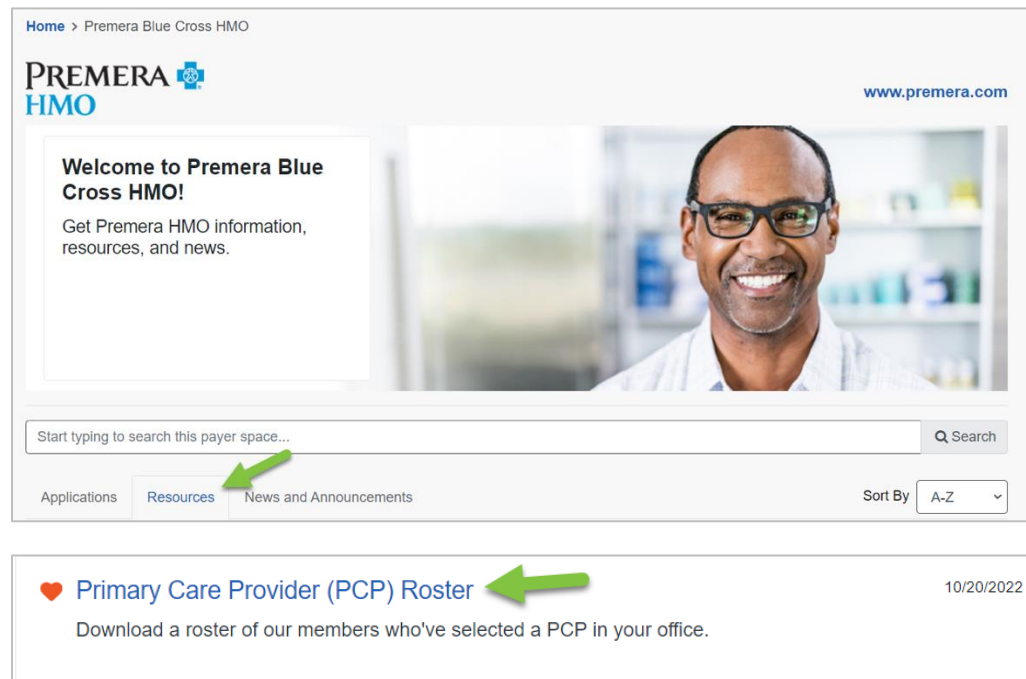 Home > Premera Blue Cross HMO
PREMERA
HMO
www.premera.com
Welcome to Premera Blue
Cross HMO!
Get Premera HMO information,
resources, and news.
Start typing to search this payer space...
Search
Applications
Resources
News and Announcements
Sort By
A-Z
Primary Care Provider (PCP) Roster
10/20/2022
Download a roster of our members who've selected a PCP in your office.